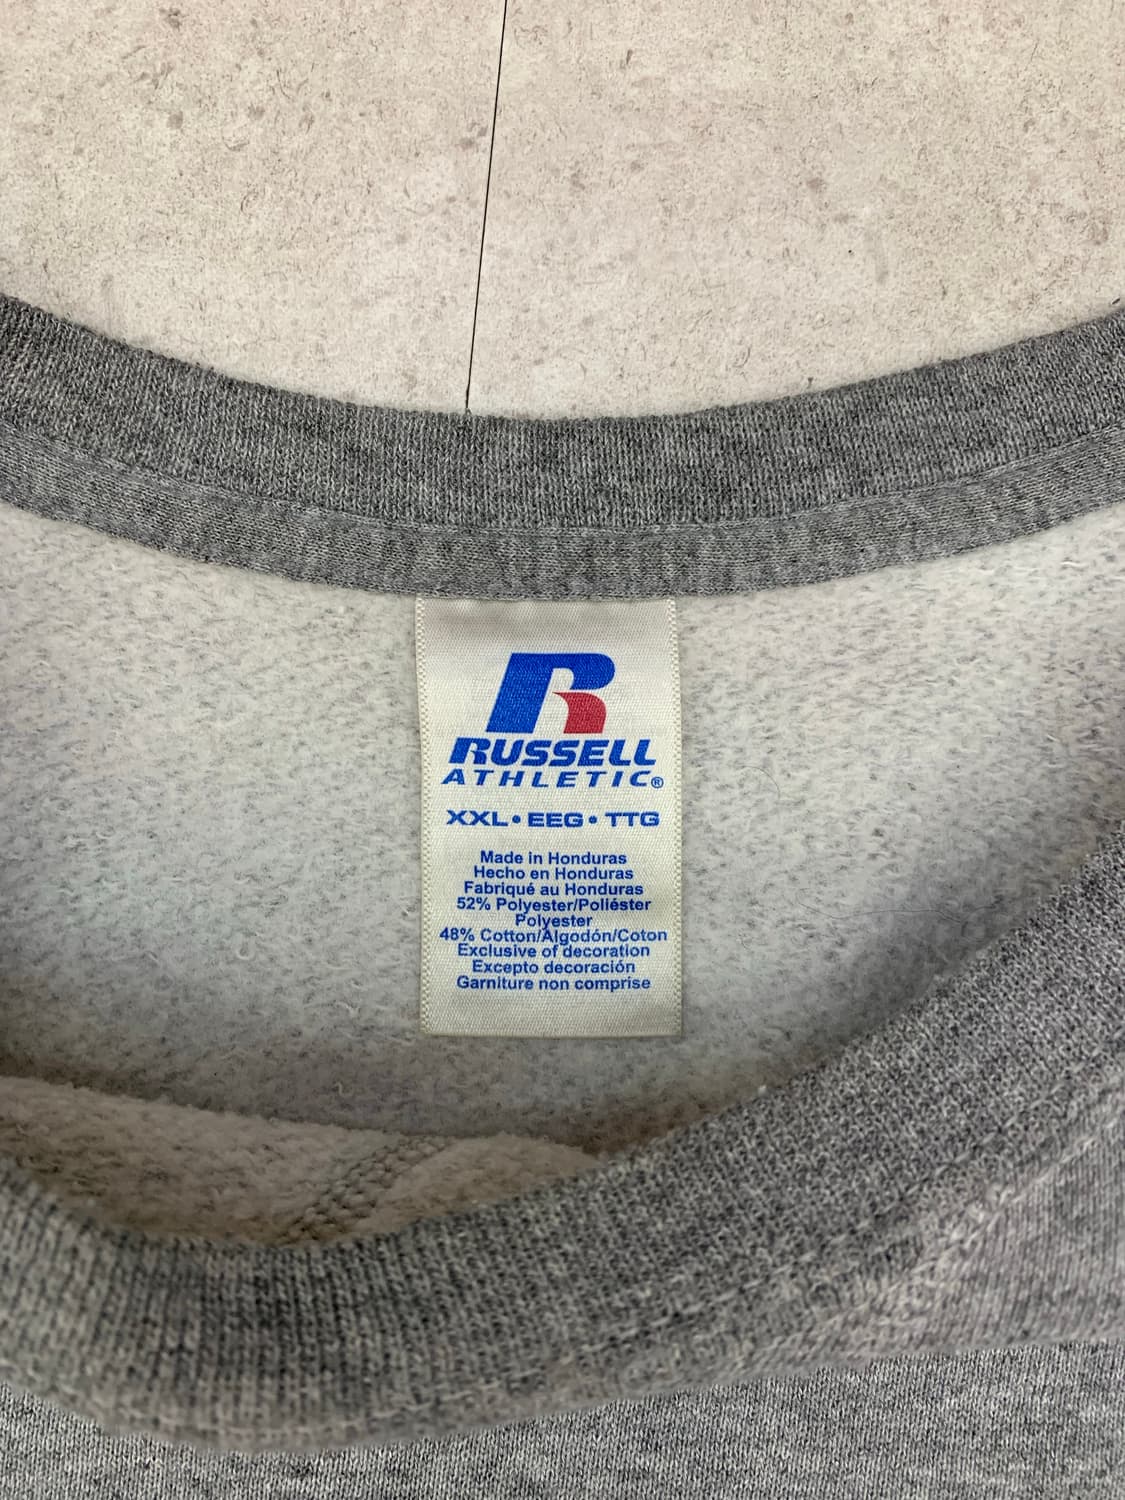 R
RUSSELL
ATHLETIC®
XXL • EEG • TTG
Made in Honduras
Hecho en Honduras
Fabriqué au Honduras
52% Polyester/Poliéster
Polyester
48% Cotton/Algodón/Coton
Exclusive of decoration
Excepto decoración
Garniture non comprise